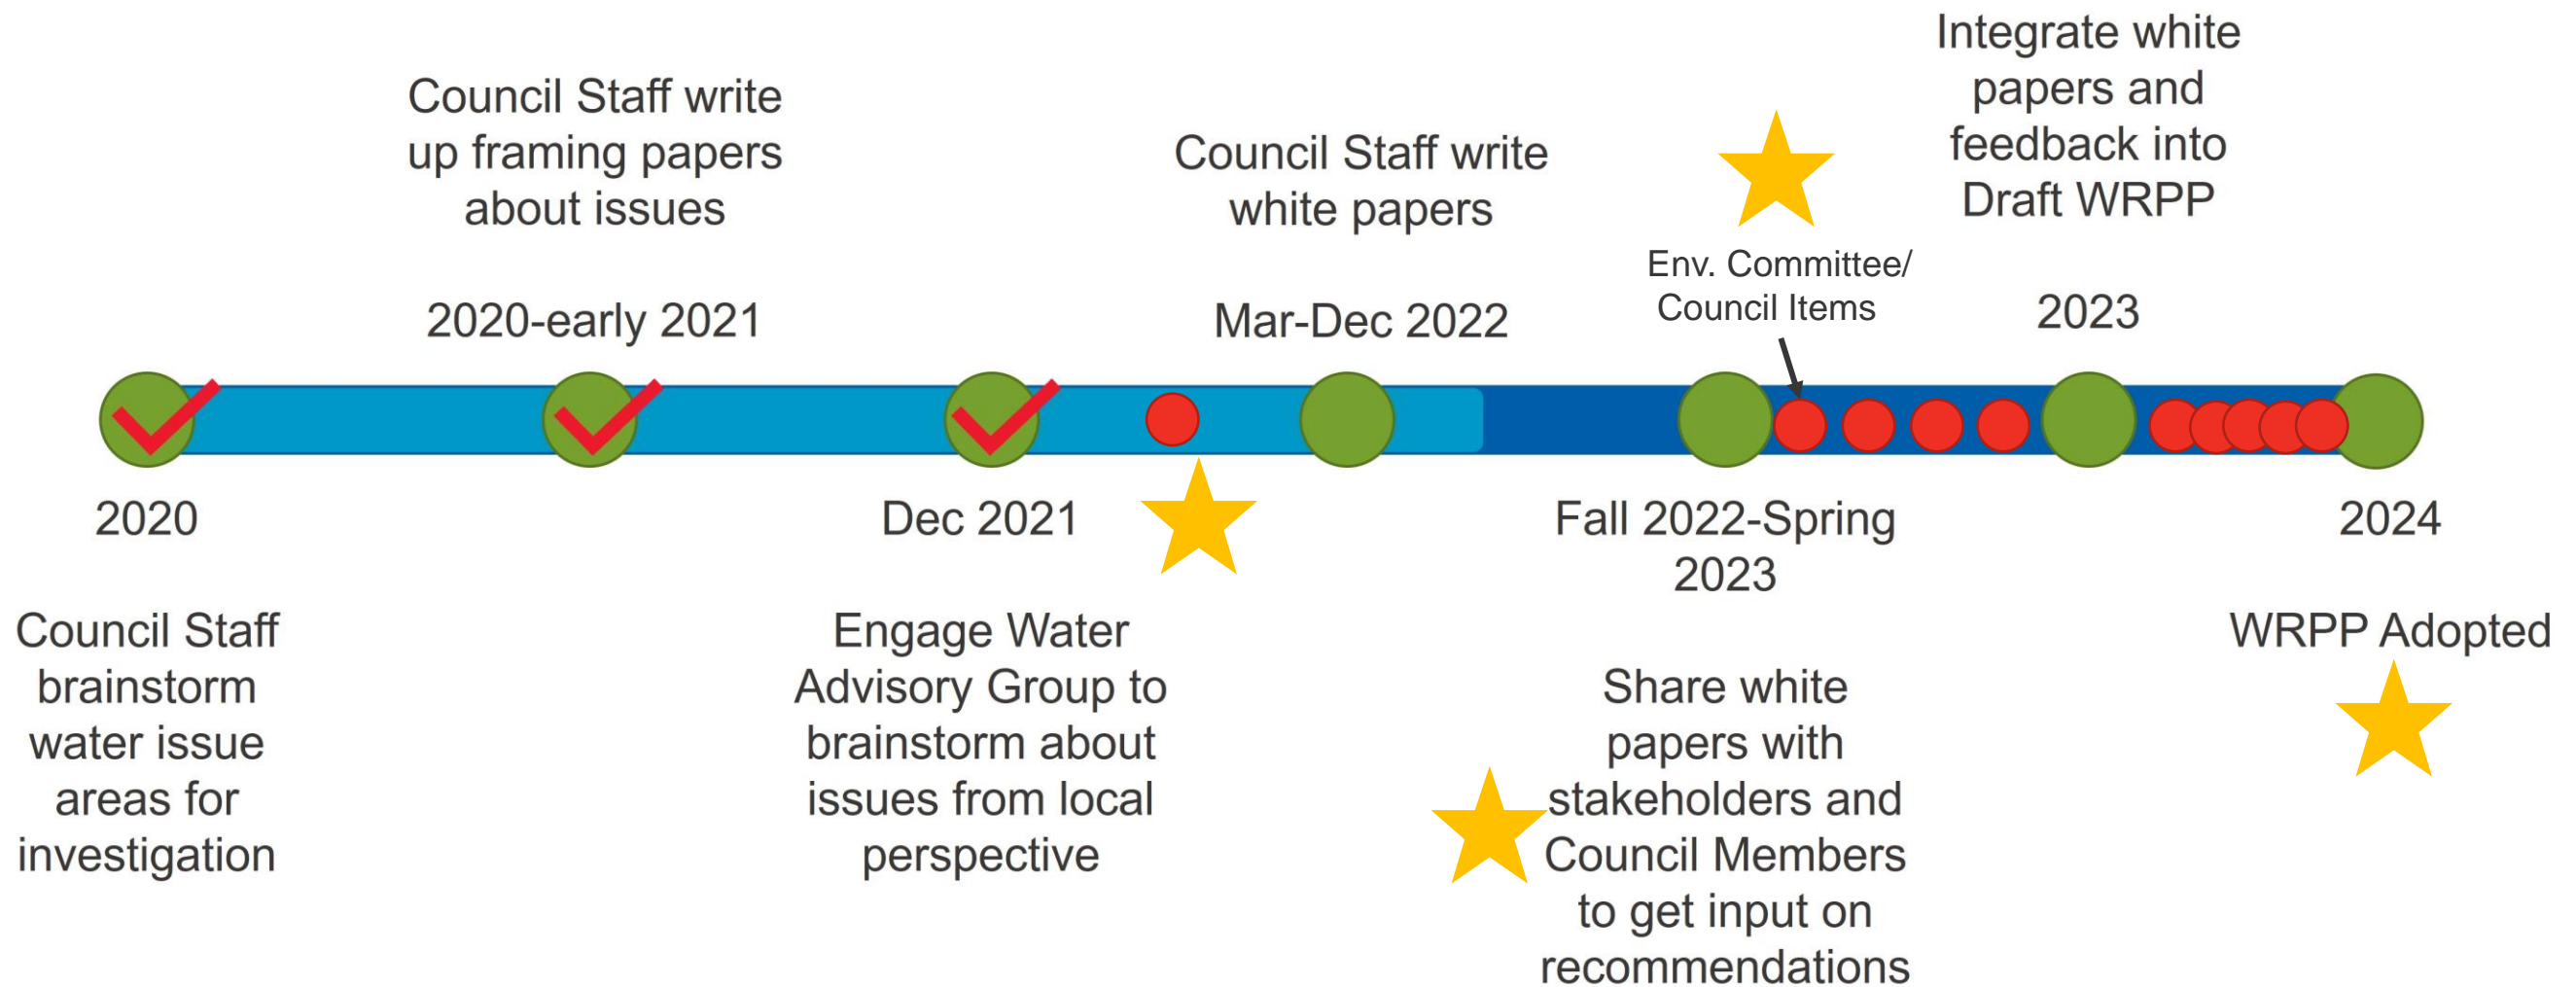 Council Staff write
up framing papers
about issues
2020-early 2021
Council Staff write
white papers
Mar-Dec 2022
Env. Committee/
Council Items
Integrate white
papers and
feedback into
Draft WRPP
2023
2020
Council Staff
brainstorm
water issue
areas for
investigation
Dec 2021
Engage Water
Advisory Group to
brainstorm about
issues from local
perspective
Fall 2022-Spring
2023
Share white
papers with
stakeholders and
Council Members
to get input on
recommendations
2024
WRPP Adopted